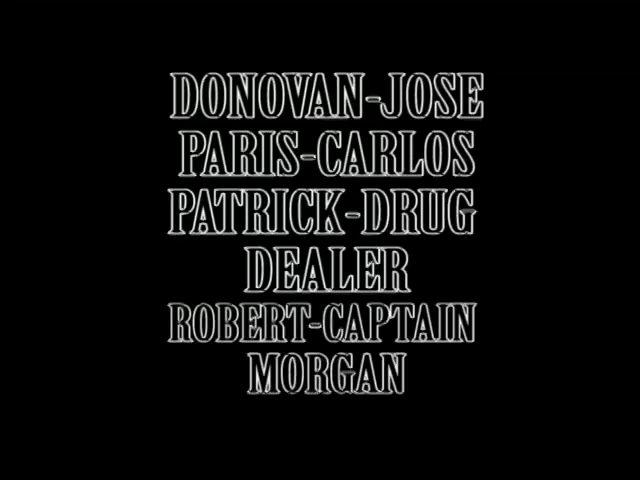 DONOVAN-JOSE
PARIS-CARLOS
PATRICK-DRUG
DEALER
ROBERT-CAPTAIN
MORGAN